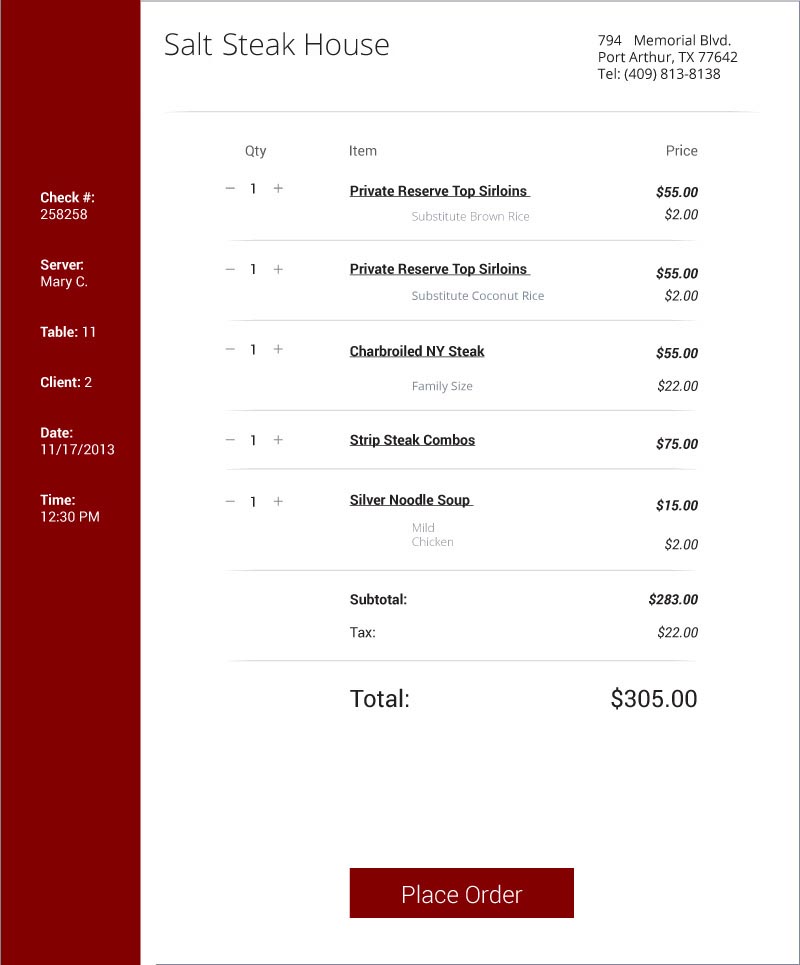 Salt Steak House
794 Memorial Blvd.
Port Arthur, TX 77642
Tel: (409) 813-8138
Check #:
258258
Server:
Mary C.
Table: 11
Client: 2
Date:
11/17/2013
Time:
12:30 PM
Qty Item Price
− 1 + Private Reserve Top Sirloins $55.00
Substitute Brown Rice $2.00
− 1 + Private Reserve Top Sirloins $55.00
Substitute Coconut Rice $2.00
− 1 + Charbroiled NY Steak $55.00
Family Size $22.00
− 1 + Strip Steak Combos $75.00
− 1 + Silver Noodle Soup $15.00
Mild
Chicken $2.00
Subtotal: $283.00
Tax: $22.00
Total: $305.00
Place Order